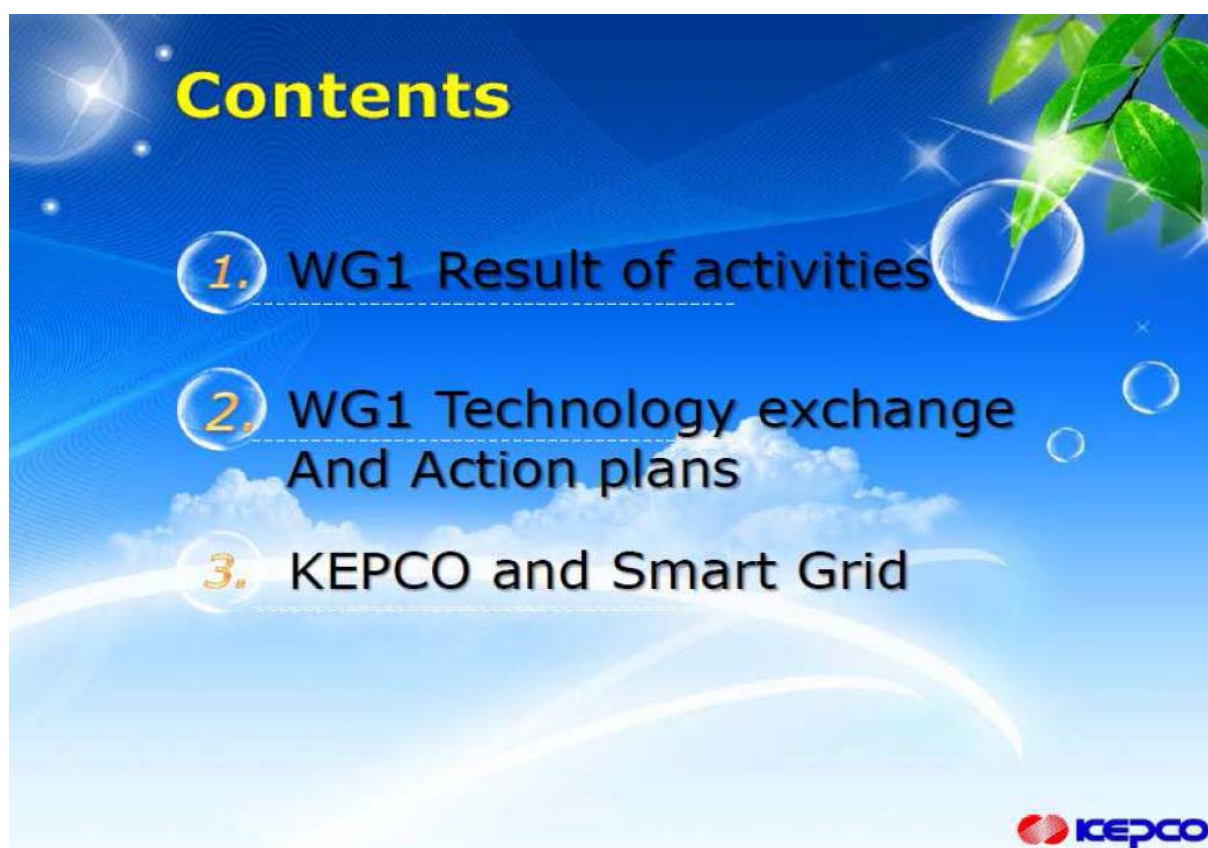 Contents
1. WG1 Result of activities
2. WG1 Technology exchange
And Action plans
3. KEPCO and Smart Grid
KEPCO